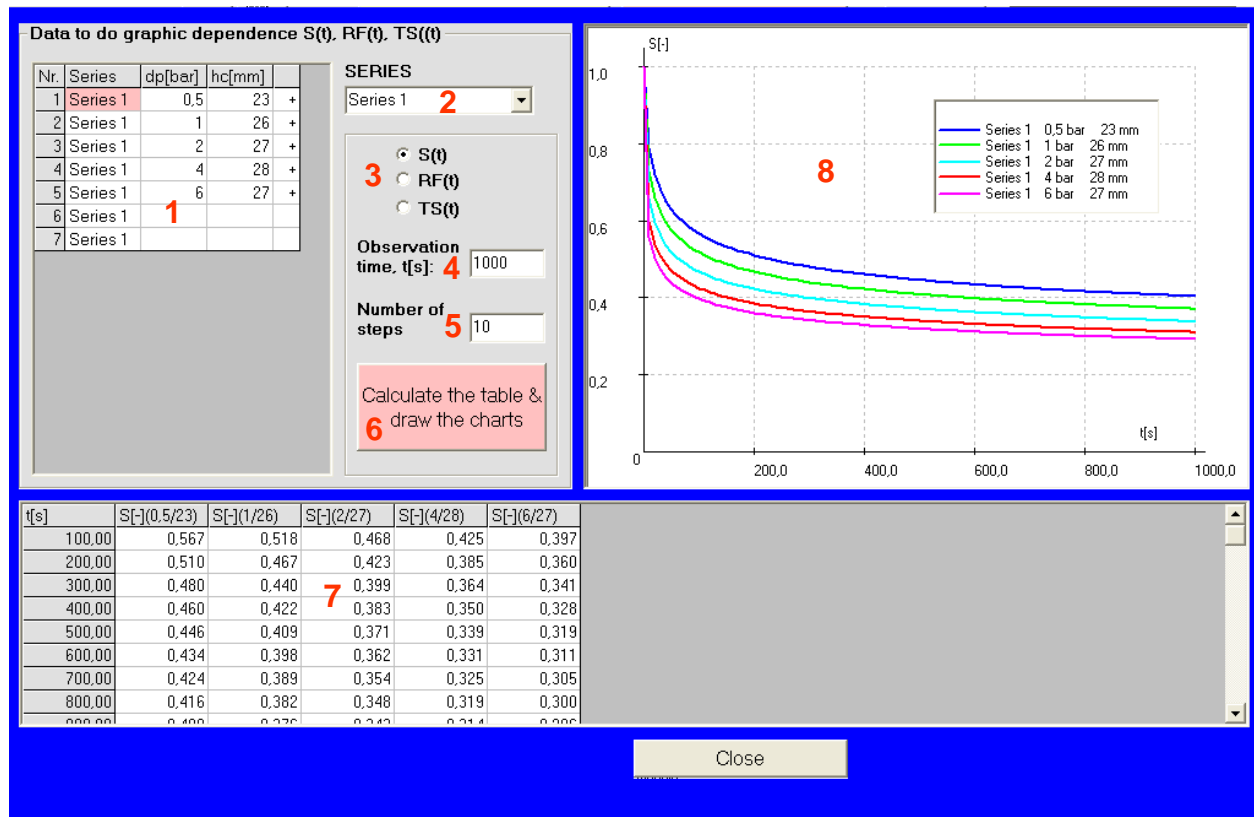 Data to do graphic dependence S(t), RF(t), TS((t)
Nr. Series dp[bar] hc[mm]
1 Series 1 0,5 23 +
2 Series 1 1 26 +
3 Series 1 2 27 +
4 Series 1 4 28 +
5 Series 1 6 27 +
6 Series 1
7 Series 1
1
SERIES
Series 1 2
3
S(t)
RF(t)
TS(t)
Observation
time, t[s]: 4 1000
Number of
steps 5 10
Calculate the table &
6 draw the charts
S[-]
1,0
0,8
0,6
0,4
0,2
0
200,0 400,0 600,0 800,0 1000,0
t[s]
8
Series 1 0,5 bar 23 mm
Series 1 1 bar 26 mm
Series 1 2 bar 27 mm
Series 1 4 bar 28 mm
Series 1 6 bar 27 mm
t[s] S[-](0,5/23) S[-](1/26) S[-](2/27) S[-](4/28) S[-](6/27)
100,00 0,567 0,518 0,468 0,425 0,397
200,00 0,510 0,467 0,423 0,385 0,360
300,00 0,480 0,440 0,399 0,364 0,341
400,00 0,460 0,422 0,383 0,350 0,328
500,00 0,446 0,409 0,371 0,339 0,319
600,00 0,434 0,398 0,362 0,331 0,311
700,00 0,424 0,389 0,354 0,325 0,305
800,00 0,416 0,382 0,348 0,319 0,300
7
Close